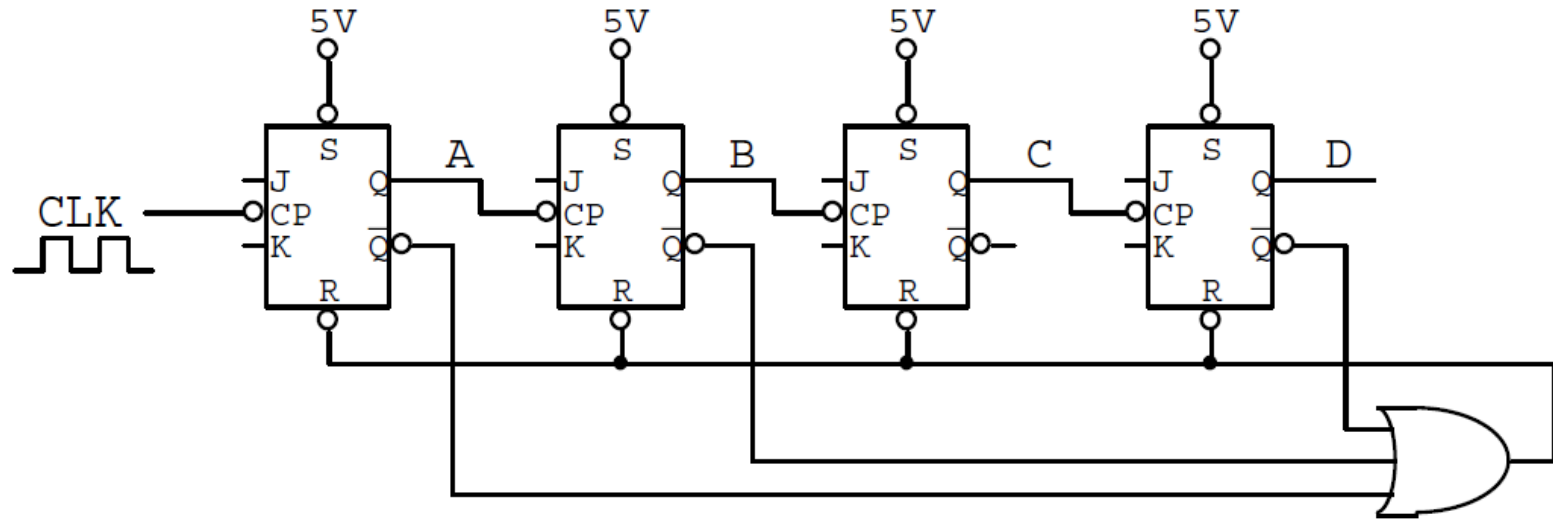 5V 5V 5V 5V
S S S S
A B C D
J Q J Q J Q J Q
CLK CP CP CP CP
K Q̅ K Q̅ K Q̅ K Q̅
R R R R